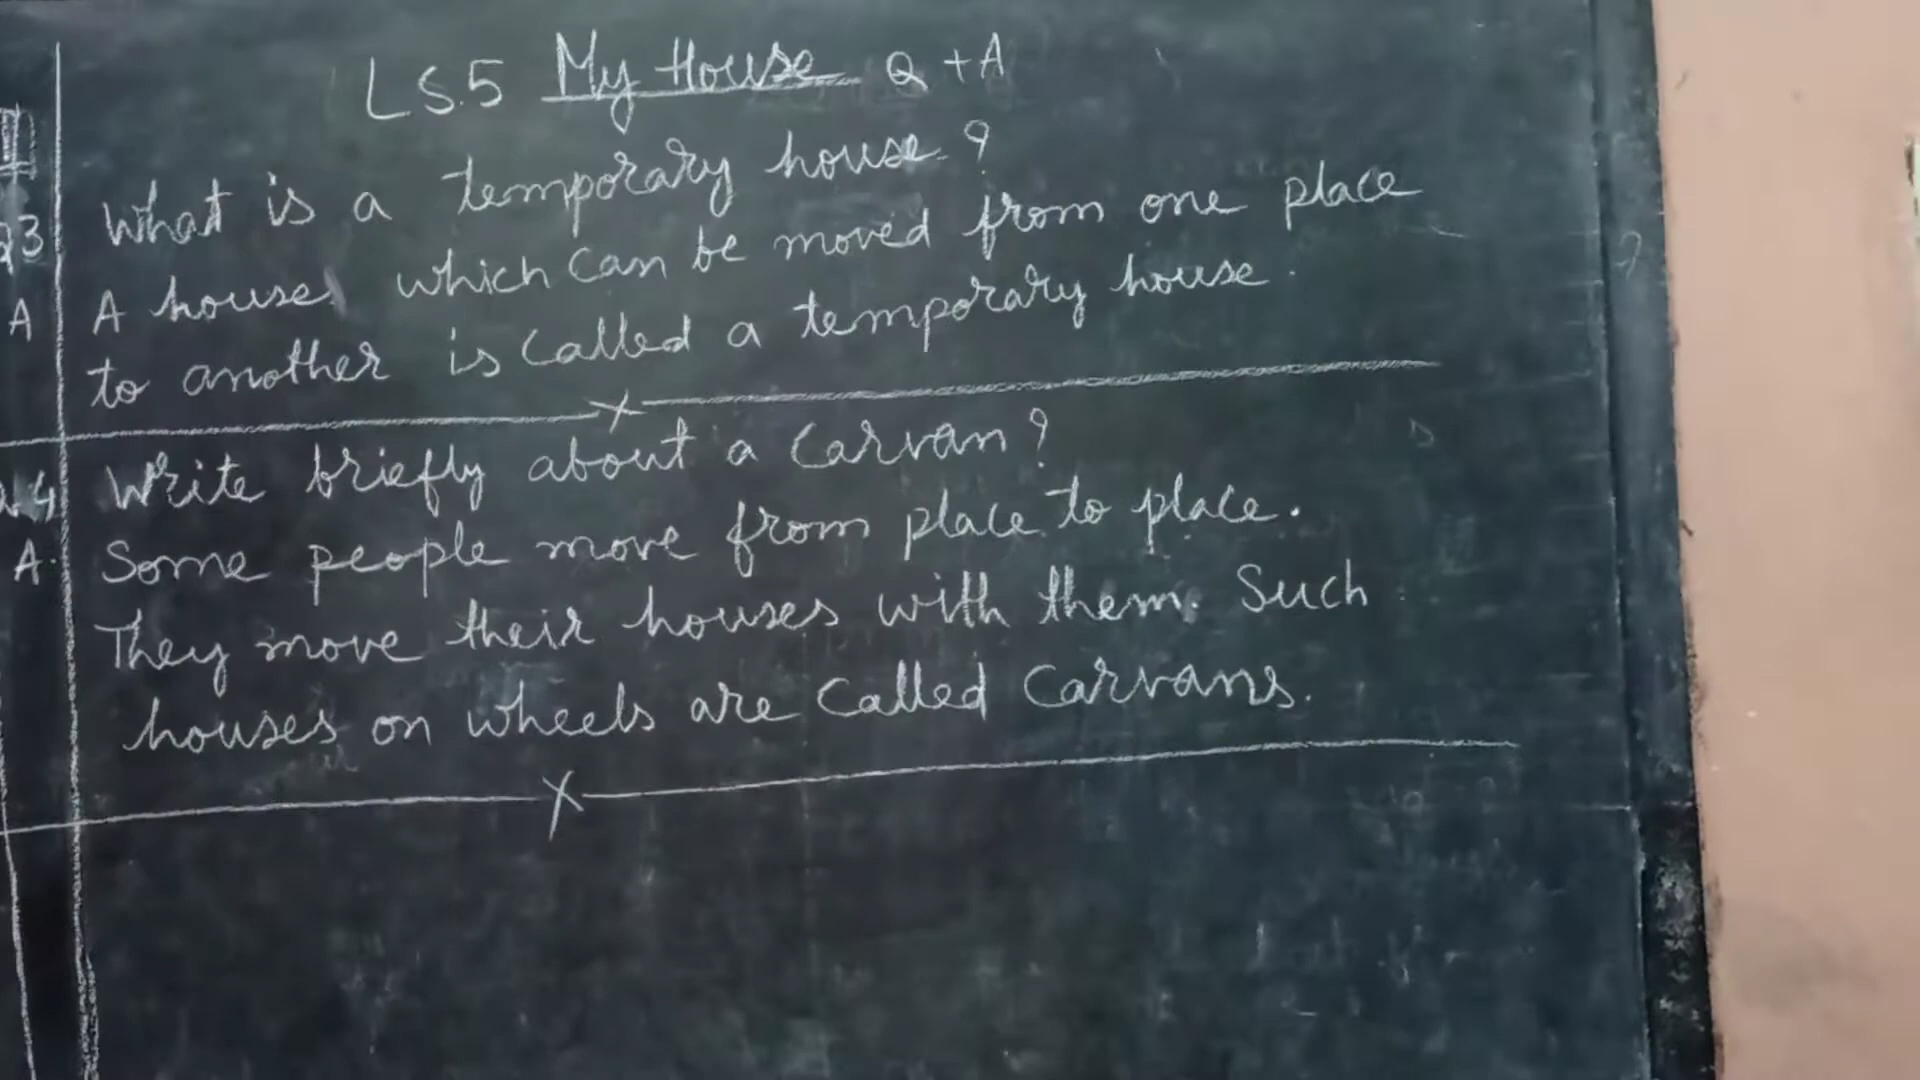 LS.5 My House Q + A
Q3 What is a temporary house?
A A house which can be moved from one place
to another is called a temporary house.
X
Q.4 Write briefly about a Carvan?
A. Some people move from place to place.
They move their houses with them. Such
houses on wheels are Called Carvans.
X